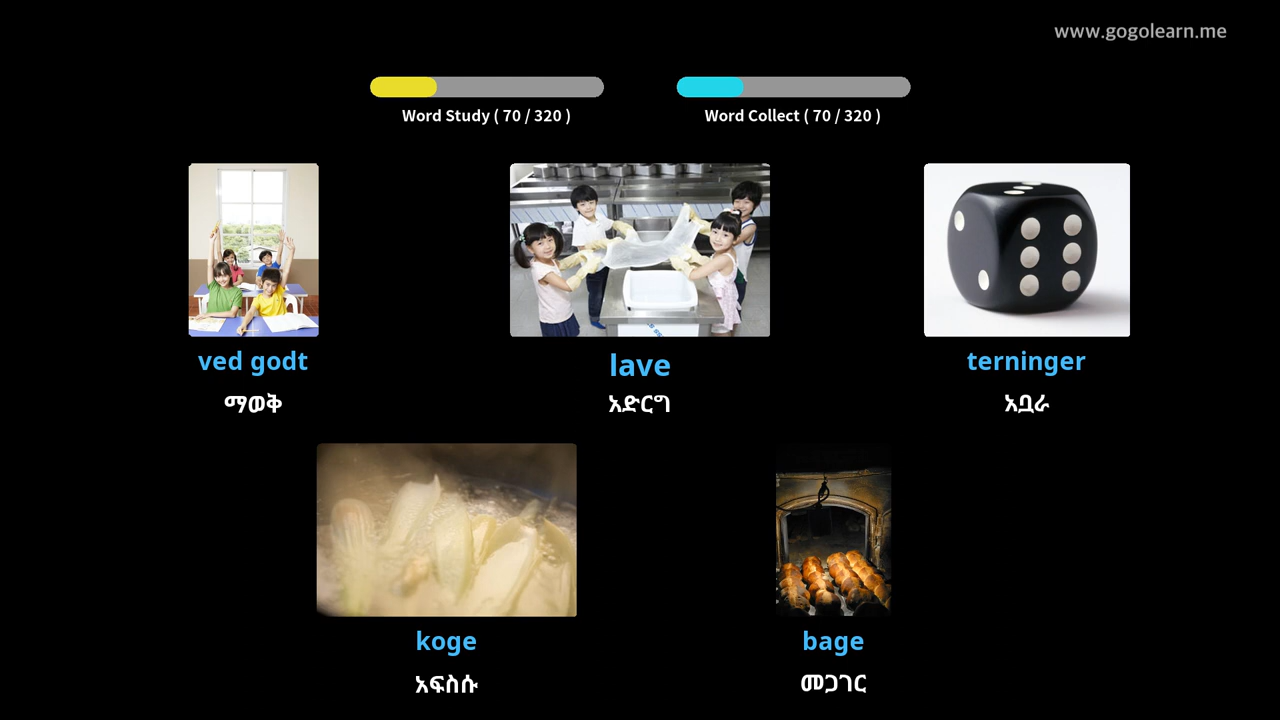 www.gogolearn.me
Word Study ( 70 / 320 )
Word Collect ( 70 / 320 )
ved godt
ማወቅ
lave
አድርግ
terninger
አቧራ
koge
አፍስሱ
bage
መጋገር